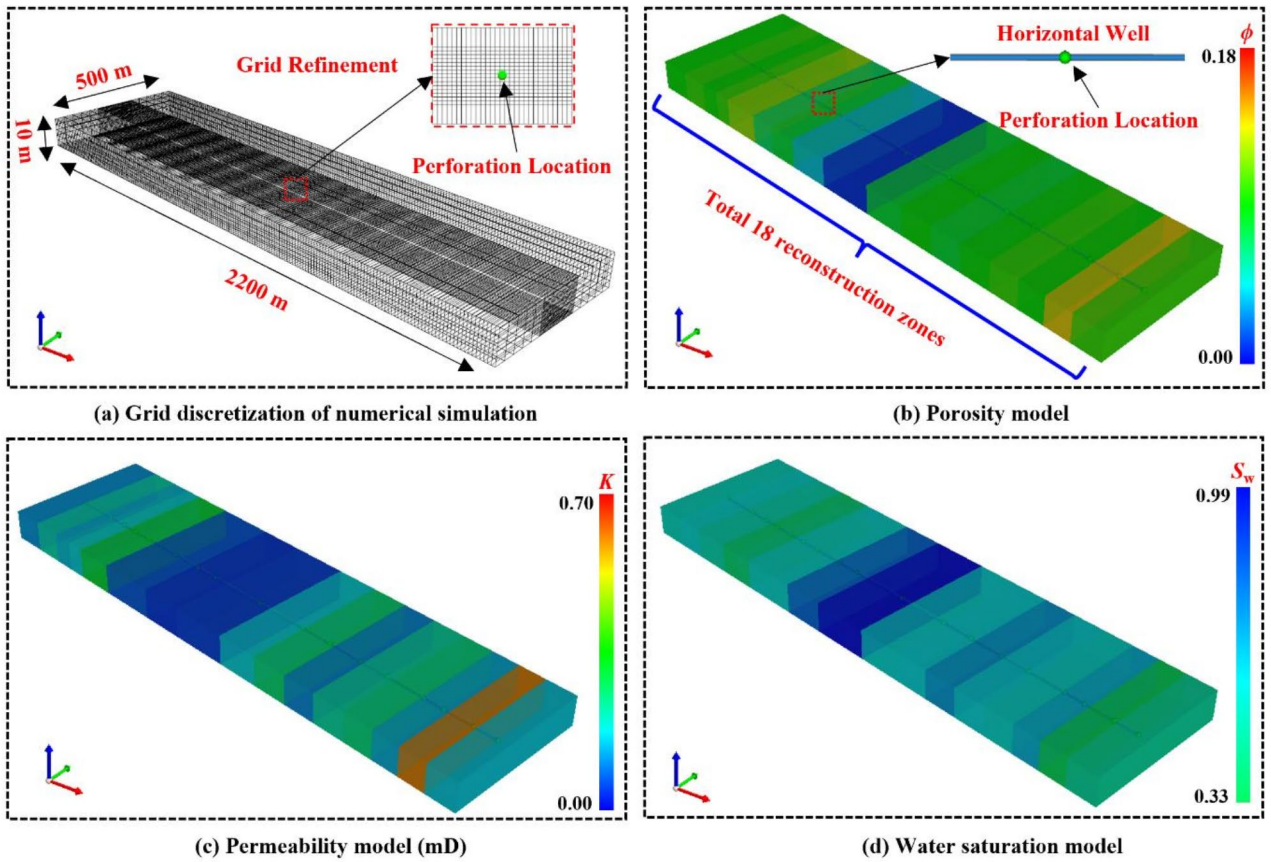 500 m
10 m
2200 m
Grid Refinement
Perforation Location
(a) Grid discretization of numerical simulation
Horizontal Well
Perforation Location
ϕ
0.18
0.00
Total 18 reconstruction zones
(b) Porosity model
K
0.70
0.00
(c) Permeability model (mD)
Sw
0.99
0.33
(d) Water saturation model